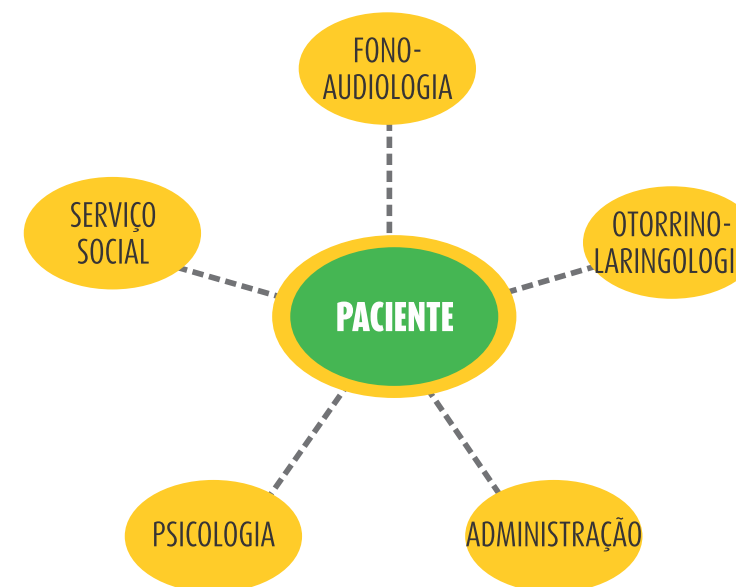 FONO-
AUDIOLOGIA
SERVIÇO
SOCIAL
OTORRINO-
LARINGOLOGI
PACIENTE
PSICOLOGIA
ADMINISTRAÇÃO